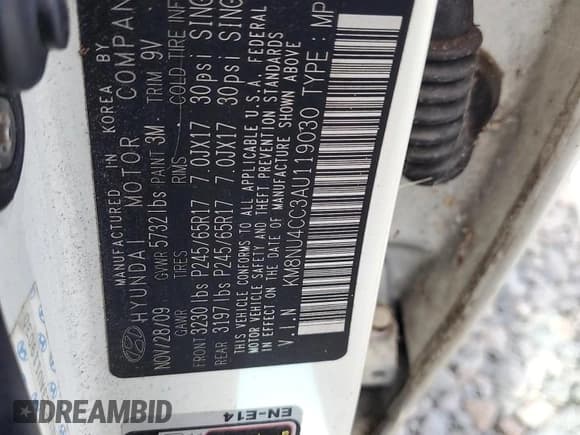 MANUFACTURED IN KOREA BY
HYUNDAI MOTOR COMPAN
NOV/28/09 GVWR 5732 lbs PAINT 3M TRIM 9V
GAWR TIRES RIMS COLD TIRE INF
FRONT 3230 lbs P245/65R17 7.0JX17 30psi SING
REAR 3197 lbs P245/65R17 7.0JX17 30psi SING
THIS VEHICLE CONFORMS TO ALL APPLICABLE U.S.A. FEDERAL
MOTOR VEHICLE SAFETY AND THEFT PREVENTION STANDARDS
IN EFFECT ON THE DATE OF MANUFACTURE SHOWN ABOVE
V.I.N KM8NU4CC3AU119030 TYPE : MP
EN-E14
DREAMBID